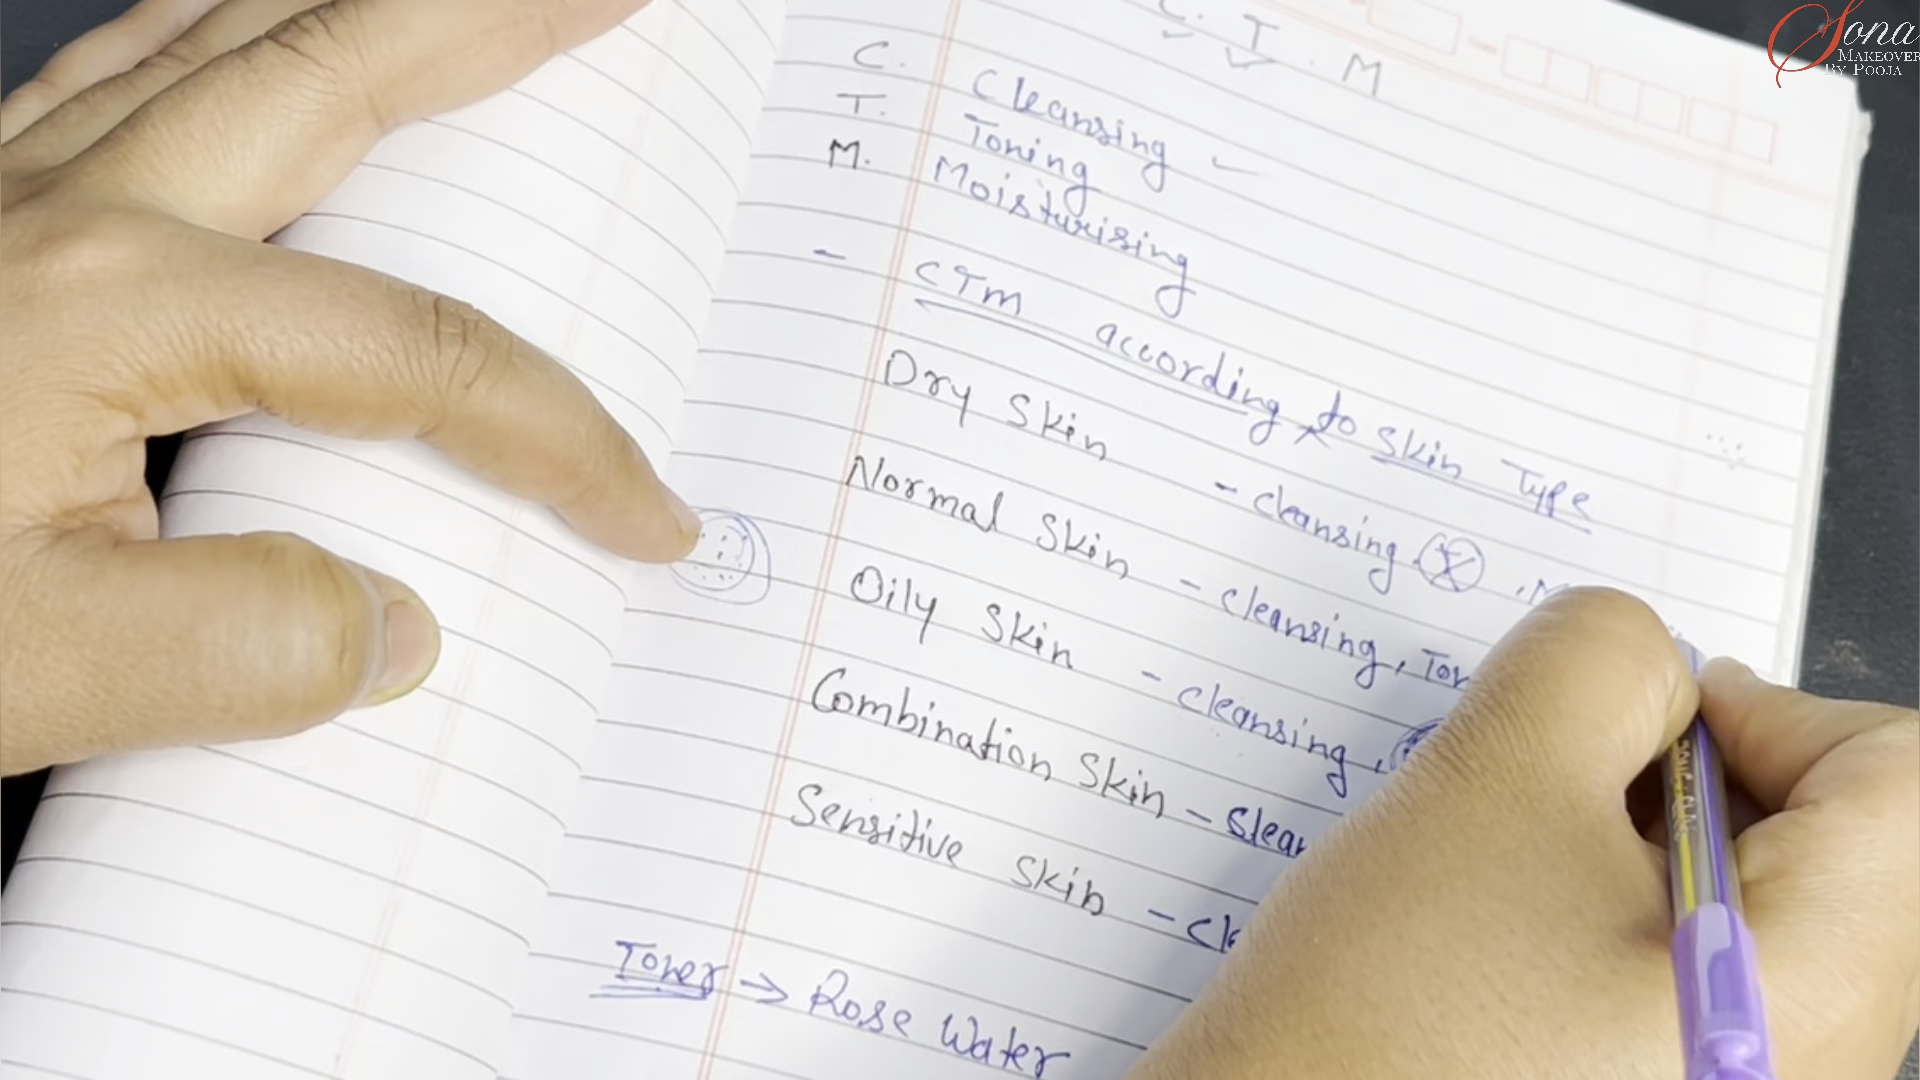 Sona
MAKEOVER
BY POOJA
C. T. M
C. Cleansing
T. Toning
M. Moisturising
- CTM according to Skin Type
Dry Skin - cleansing
Normal Skin - cleansing,
Oily Skin - cleansing,
Combination Skin -
Sensitive Skin -
Toner → Rose Water